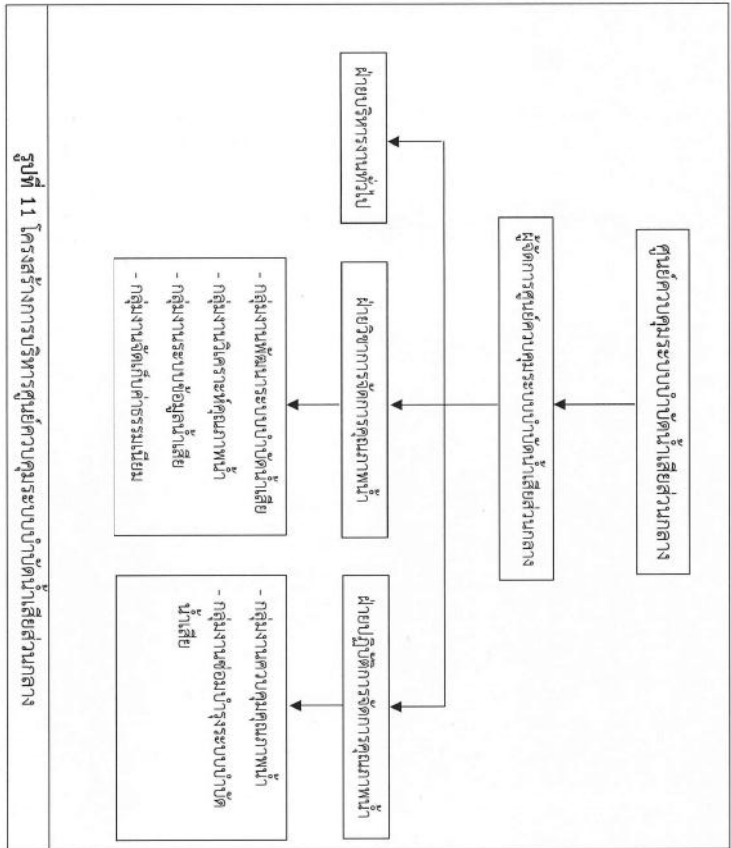 ศูนย์ควบคุมระบบบำบัดน้ำเสียส่วนกลาง
ผู้จัดการศูนย์ควบคุมระบบบำบัดน้ำเสียส่วนกลาง
ฝ่ายบริหารงานทั่วไป
ฝ่ายวิชาการจัดการคุณภาพน้ำ
ฝ่ายปฏิบัติการจัดการคุณภาพน้ำ
- กลุ่มงานพัฒนาระบบบำบัดน้ำเสีย
- กลุ่มงานวิเคราะห์คุณภาพน้ำ
- กลุ่มงานระบบข้อมูลน้ำเสีย
- กลุ่มงานจัดเก็บค่าธรรมเนียม
- กลุ่มงานควบคุมคุณภาพน้ำ
- กลุ่มงานซ่อมบำรุงระบบบำบัด
น้ำเสีย
รูปที่ 11 โครงสร้างการบริหารศูนย์ควบคุมระบบบำบัดน้ำเสียส่วนกลาง